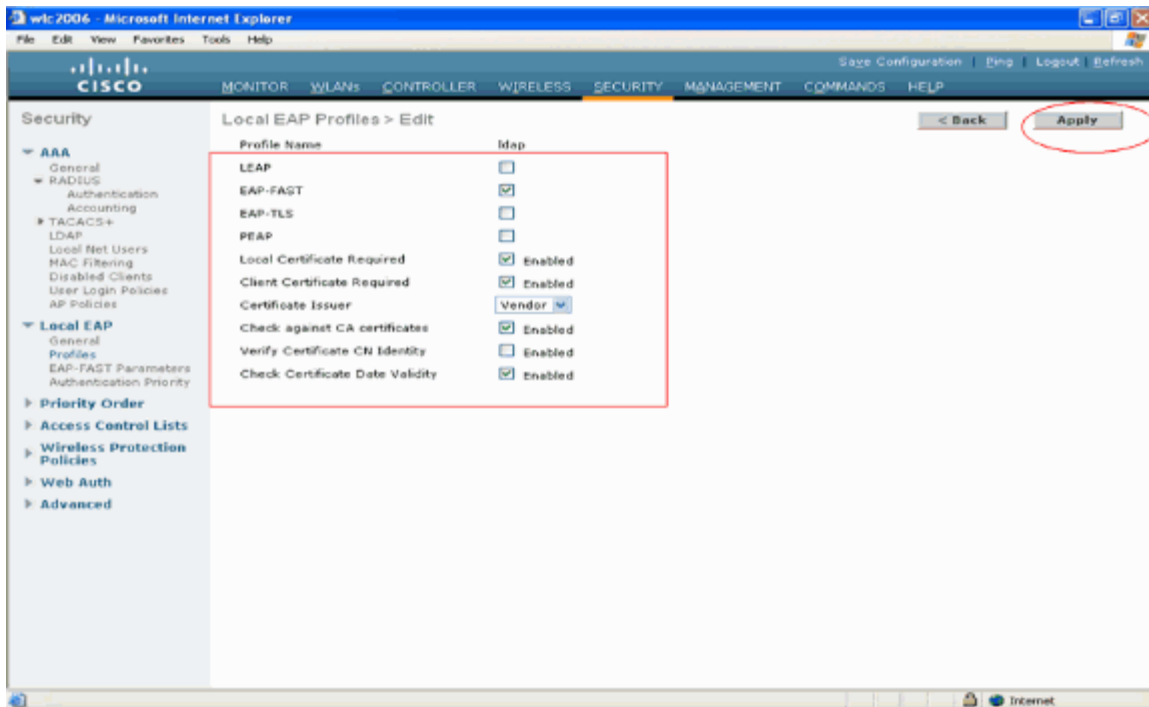 wlc2006 - Microsoft Internet Explorer
File Edit View Favorites Tools Help
Save Configuration | Ping | Logout | Refresh
CISCO
MONITOR WLANs CONTROLLER WIRELESS SECURITY MANAGEMENT COMMANDS HELP
Security
AAA
General
RADIUS
Authentication
Accounting
TACACS+
LDAP
Local Net Users
MAC Filtering
Disabled Clients
User Login Policies
AP Policies
Local EAP
General
Profiles
EAP-FAST Parameters
Authentication Priority
Priority Order
Access Control Lists
Wireless Protection
Policies
Web Auth
Advanced
Local EAP Profiles > Edit
< Back Apply
Profile Name ldap
LEAP
EAP-FAST
EAP-TLS
PEAP
Local Certificate Required Enabled
Client Certificate Required Enabled
Certificate Issuer Vendor
Check against CA certificates Enabled
Verify Certificate CN Identity Enabled
Check Certificate Date Validity Enabled
Internet